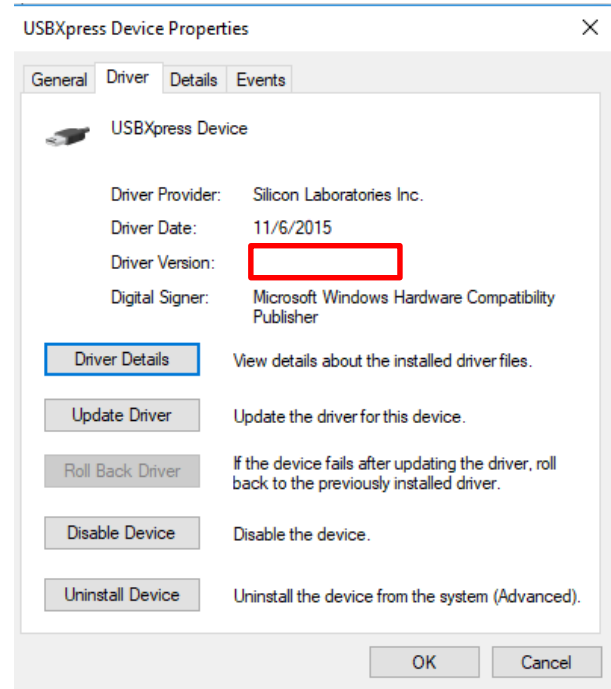 USBXpress Device Properties
General Driver Details Events
USBXpress Device
Driver Provider: Silicon Laboratories Inc.
Driver Date: 11/6/2015
Driver Version:
Digital Signer: Microsoft Windows Hardware Compatibility
Publisher
Driver Details View details about the installed driver files.
Update Driver Update the driver for this device.
Roll Back Driver If the device fails after updating the driver, roll
back to the previously installed driver.
Disable Device Disable the device.
Uninstall Device Uninstall the device from the system (Advanced).
OK Cancel